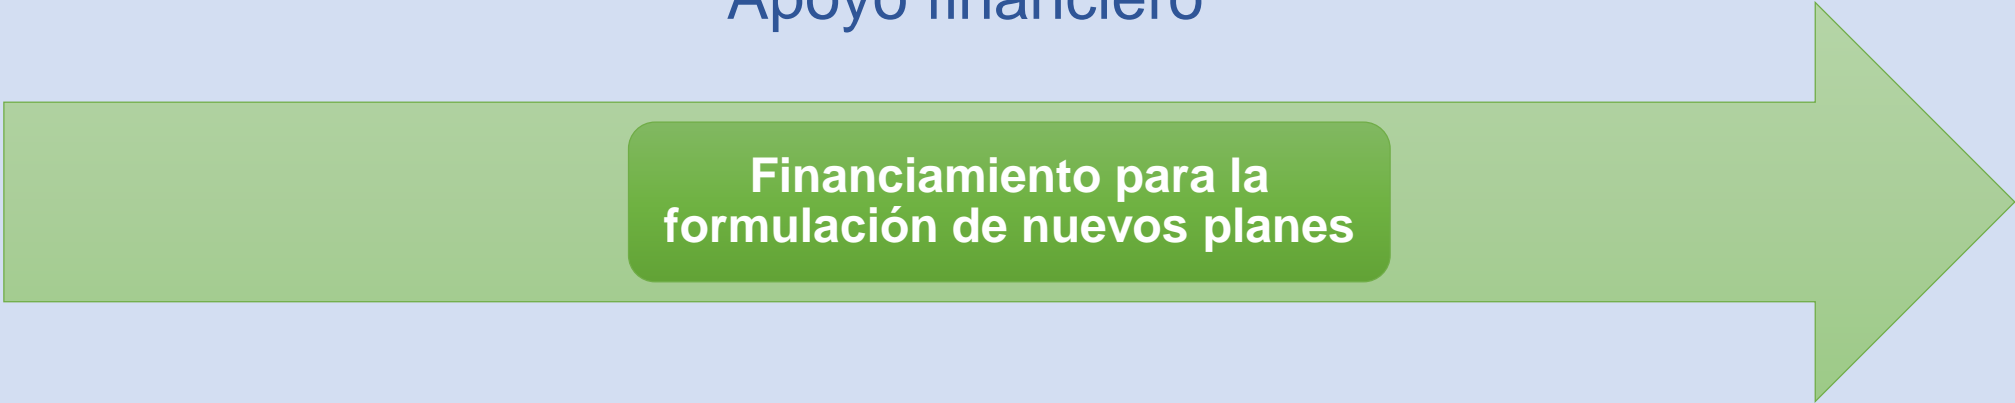 Apoyo financiero
Financiamiento para la
formulación de nuevos planes